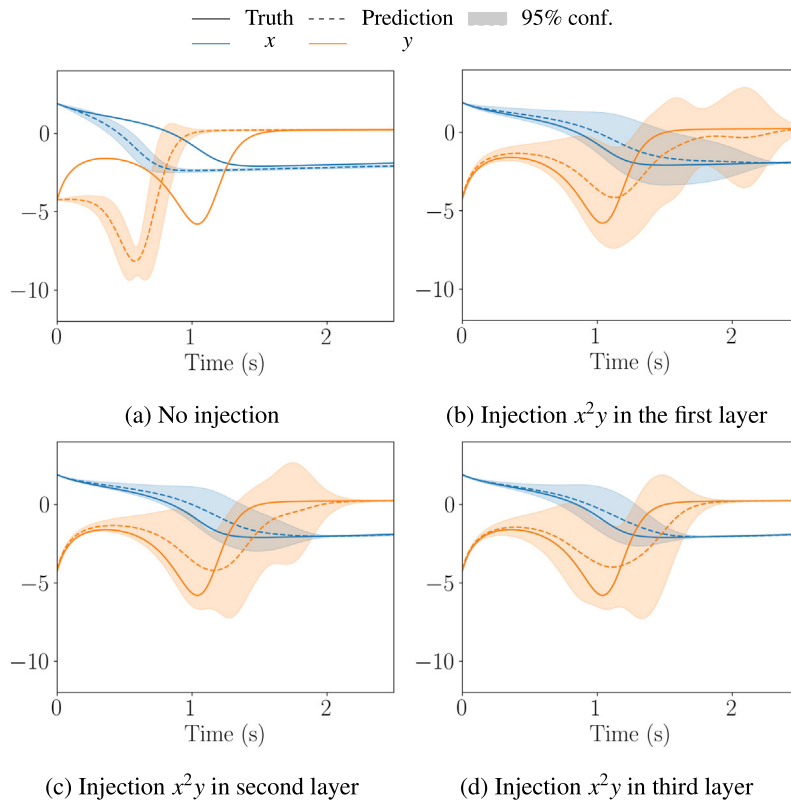 Truth Prediction 95% conf.
x y
0
−5
−10
0 1 2
Time (s)
(a) No injection
0
−5
−10
0 1 2
Time (s)
(b) Injection x²y in the first layer
0
−5
−10
0 1 2
Time (s)
(c) Injection x²y in second layer
0
−5
−10
0 1 2
Time (s)
(d) Injection x²y in third layer